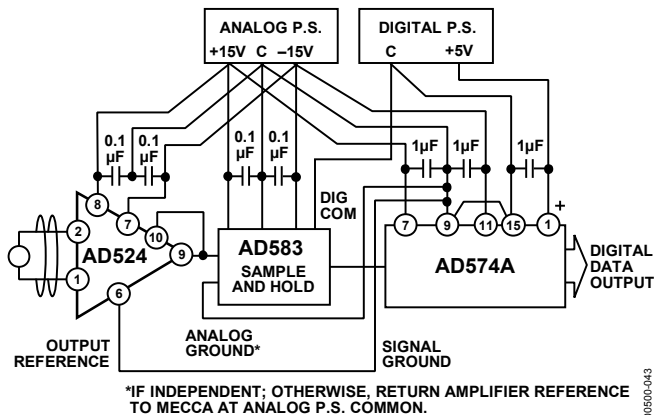 ANALOG P.S.
+15V C –15V
DIGITAL P.S.
C +5V
0.1
µF
0.1
µF
0.1
µF
0.1
µF
1µF
1µF
1µF
+
DIG
COM
8
7
10
9
2
1
6
AD524
AD583
SAMPLE
AND HOLD
7
9
11
15
1
AD574A
DIGITAL
DATA
OUTPUT
OUTPUT
REFERENCE
ANALOG
GROUND*
SIGNAL
GROUND
*IF INDEPENDENT; OTHERWISE, RETURN AMPLIFIER REFERENCE
TO MECCA AT ANALOG P.S. COMMON.
00500-043